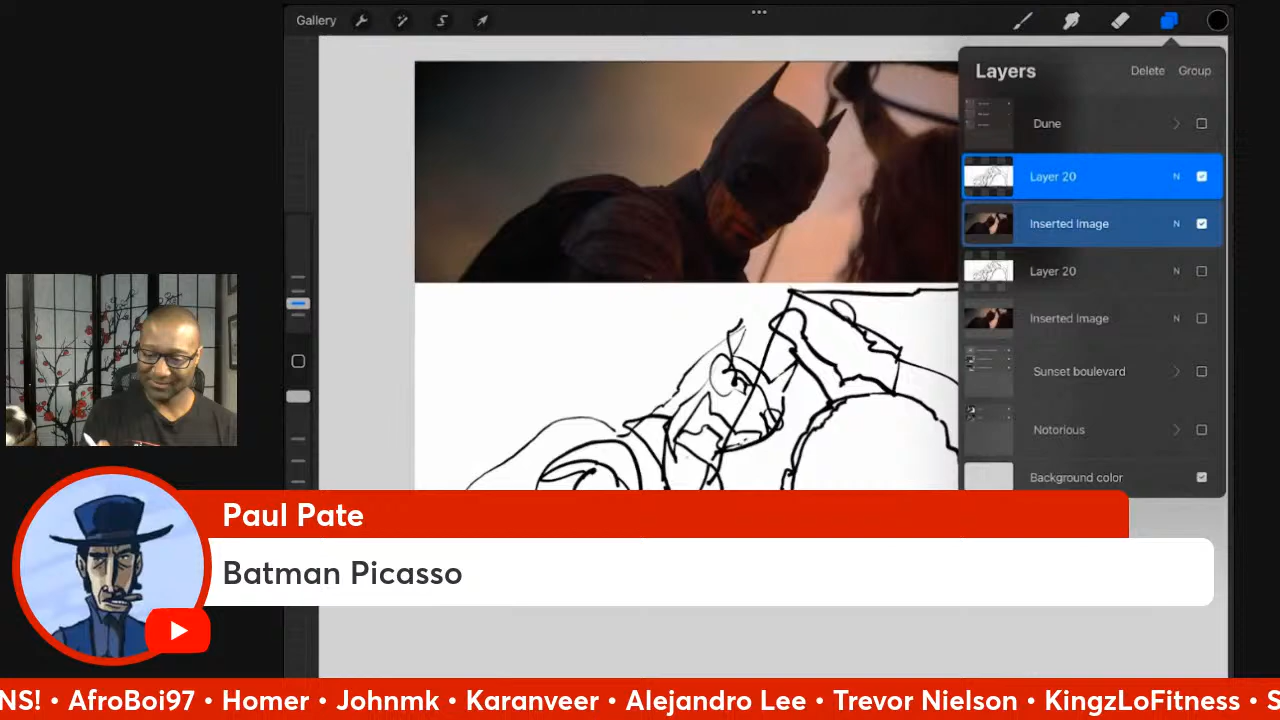 Gallery
Layers
Delete
Group
Dune
Layer 20
N
Inserted Image
N
Layer 20
N
Inserted Image
N
Sunset boulevard
Notorious
Background color
Paul Pate
Batman Picasso
NS! • AfroBoi97 • Homer • Johnmk • Karanveer • Alejandro Lee • Trevor Nielson • KingzLoFitness • S